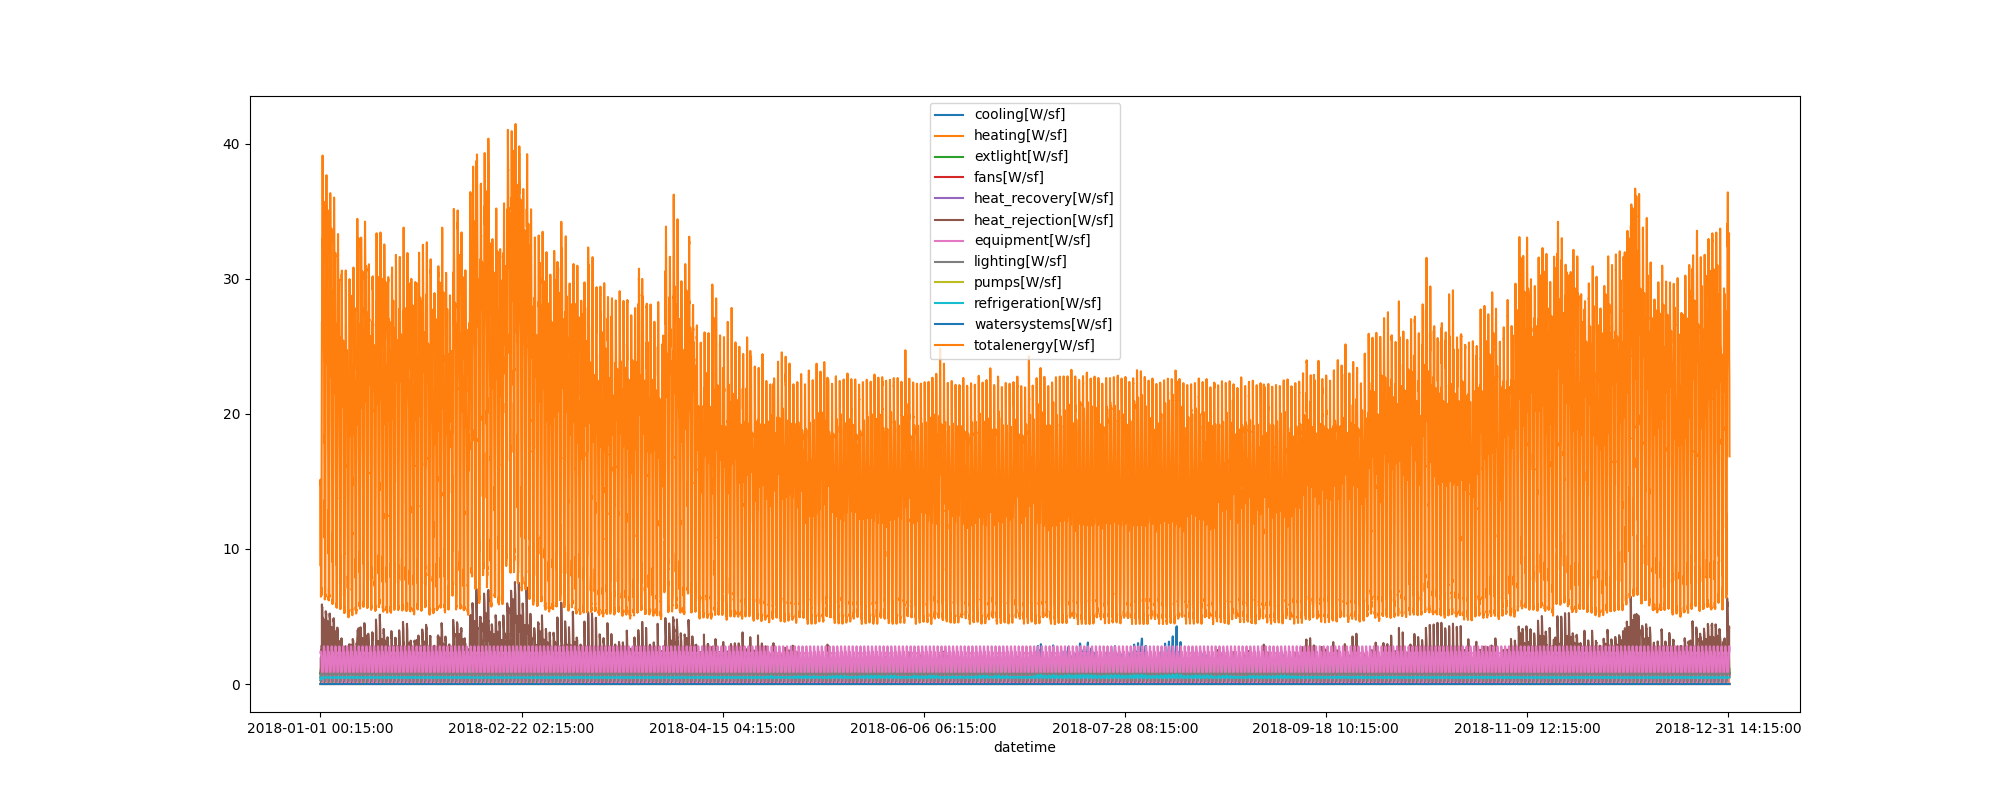 cooling[W/sf]
heating[W/sf]
extlight[W/sf]
fans[W/sf]
heat_recovery[W/sf]
heat_rejection[W/sf]
equipment[W/sf]
lighting[W/sf]
pumps[W/sf]
refrigeration[W/sf]
watersystems[W/sf]
totalenergy[W/sf]
40
30
20
10
0
2018-01-01 00:15:00 2018-02-22 02:15:00 2018-04-15 04:15:00 2018-06-06 06:15:00 2018-07-28 08:15:00 2018-09-18 10:15:00 2018-11-09 12:15:00 2018-12-31 14:15:00
datetime